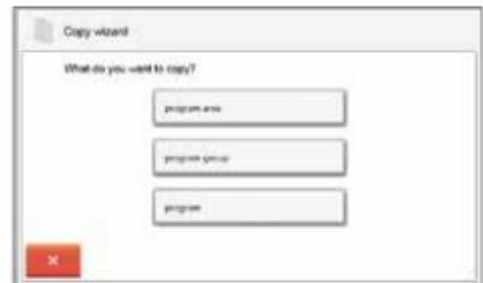 Copy wizard
What do you want to copy?
program area
program group
program